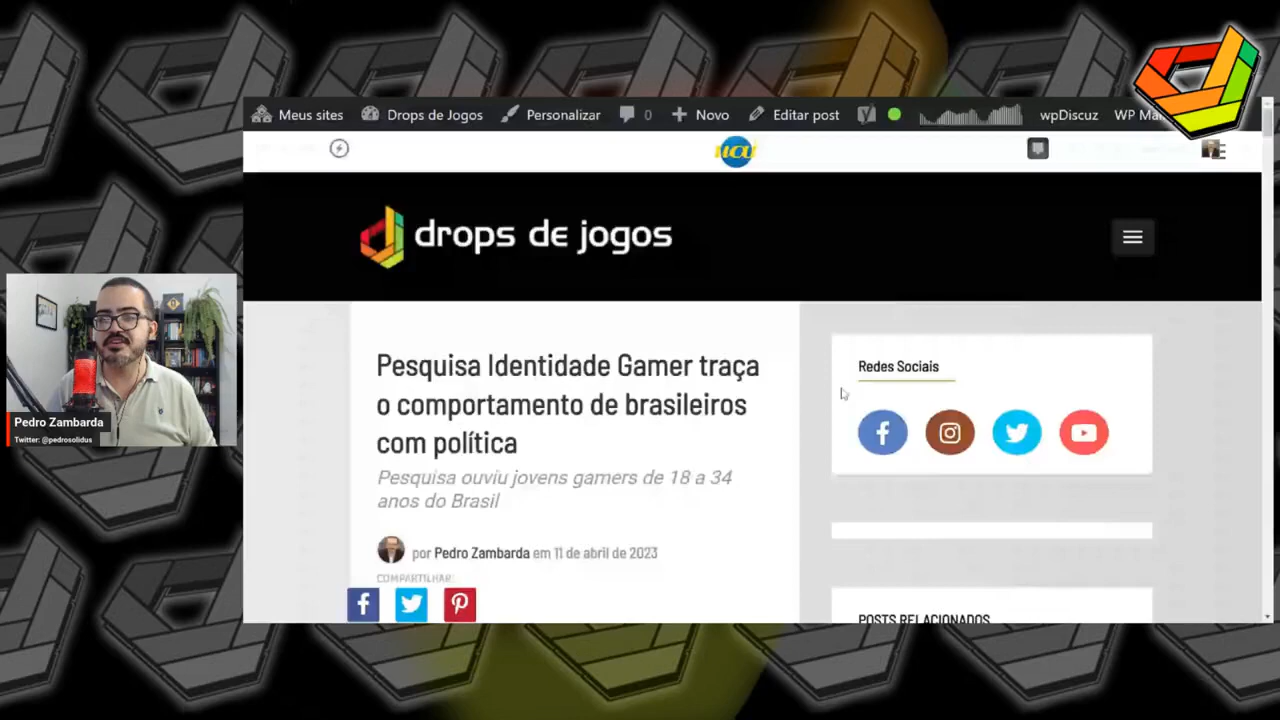 Meus sites Drops de Jogos Personalizar 0 Novo Editar post wpDiscuz
UOL
drops de jogos
Pesquisa Identidade Gamer traça
o comportamento de brasileiros
com política
Pesquisa ouviu jovens gamers de 18 a 34
anos do Brasil
por Pedro Zambarda em 11 de abril de 2023
COMPARTILHAR:
Redes Sociais
POSTS RELACIONADOS
Pedro Zambarda
Twitter: @pedrosolidus